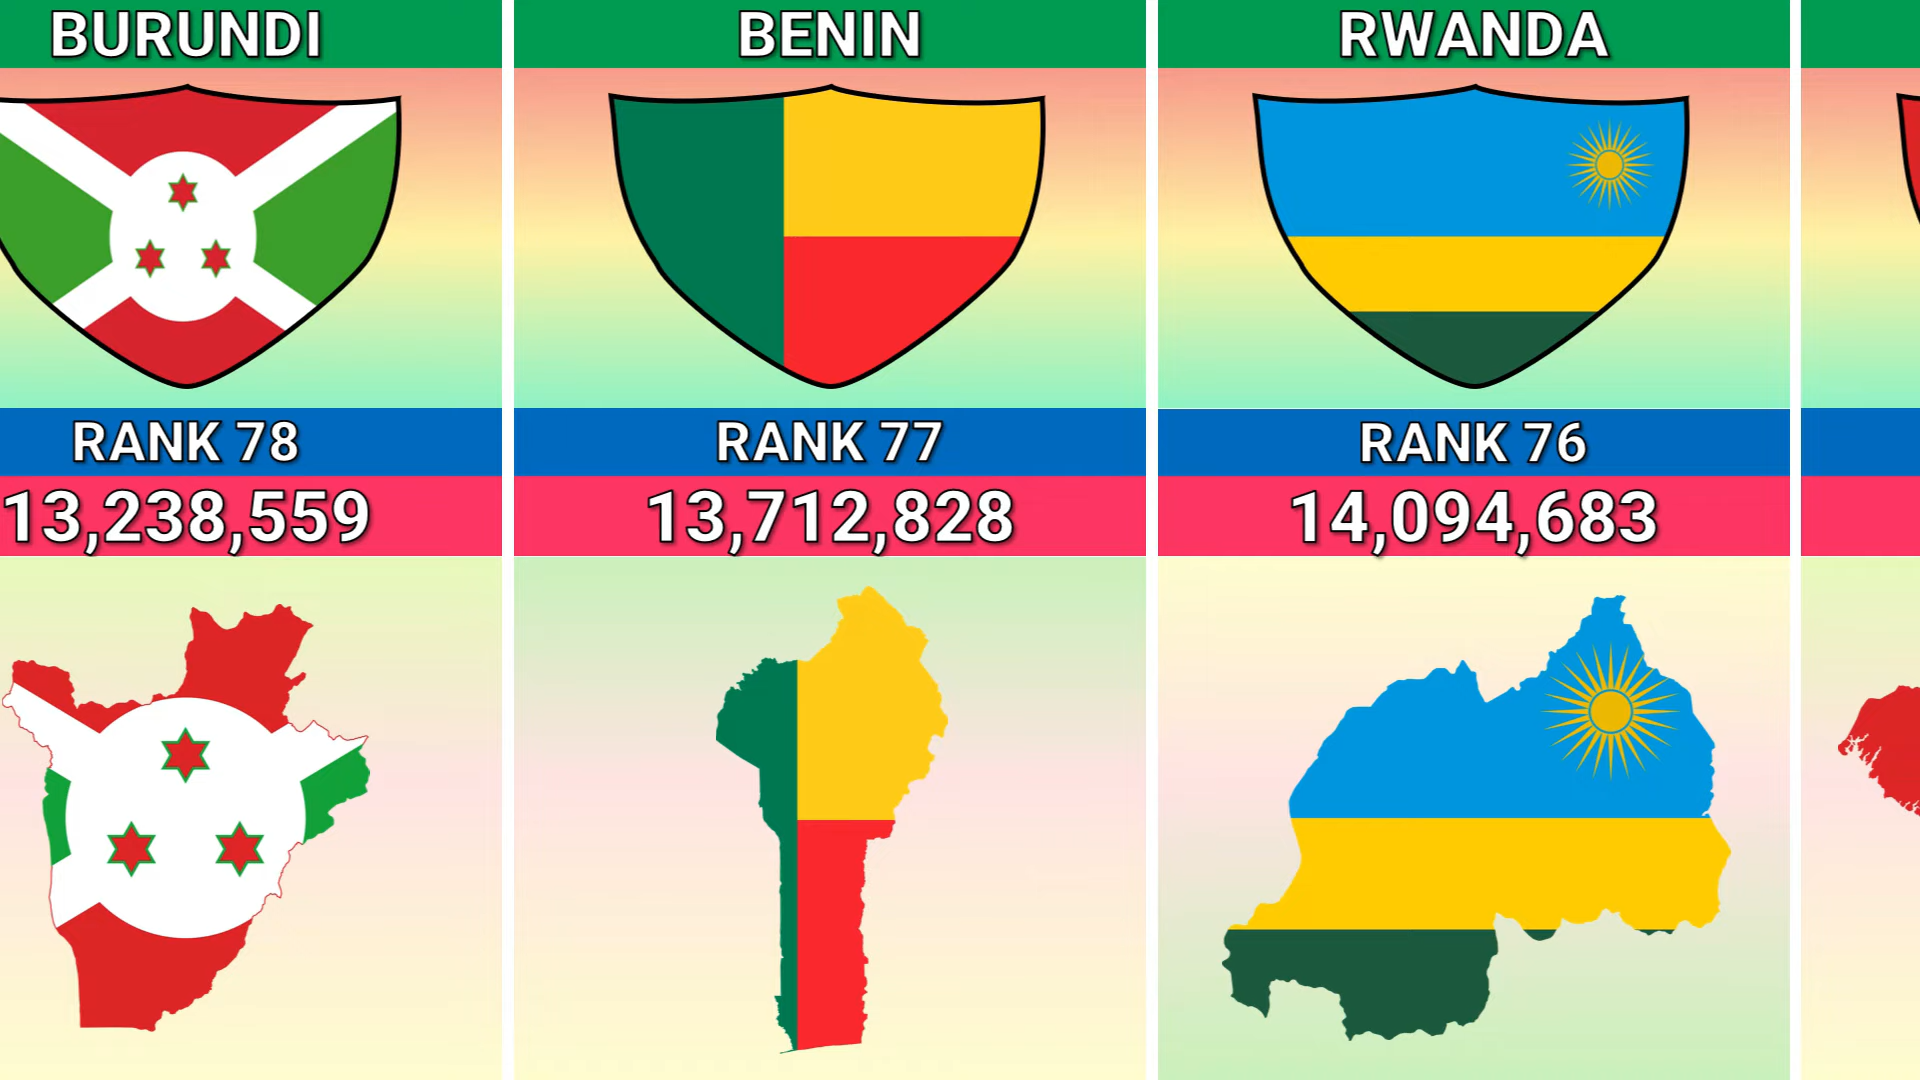 BURUNDI
RANK 78
13,238,559
BENIN
RANK 77
13,712,828
RWANDA
RANK 76
14,094,683